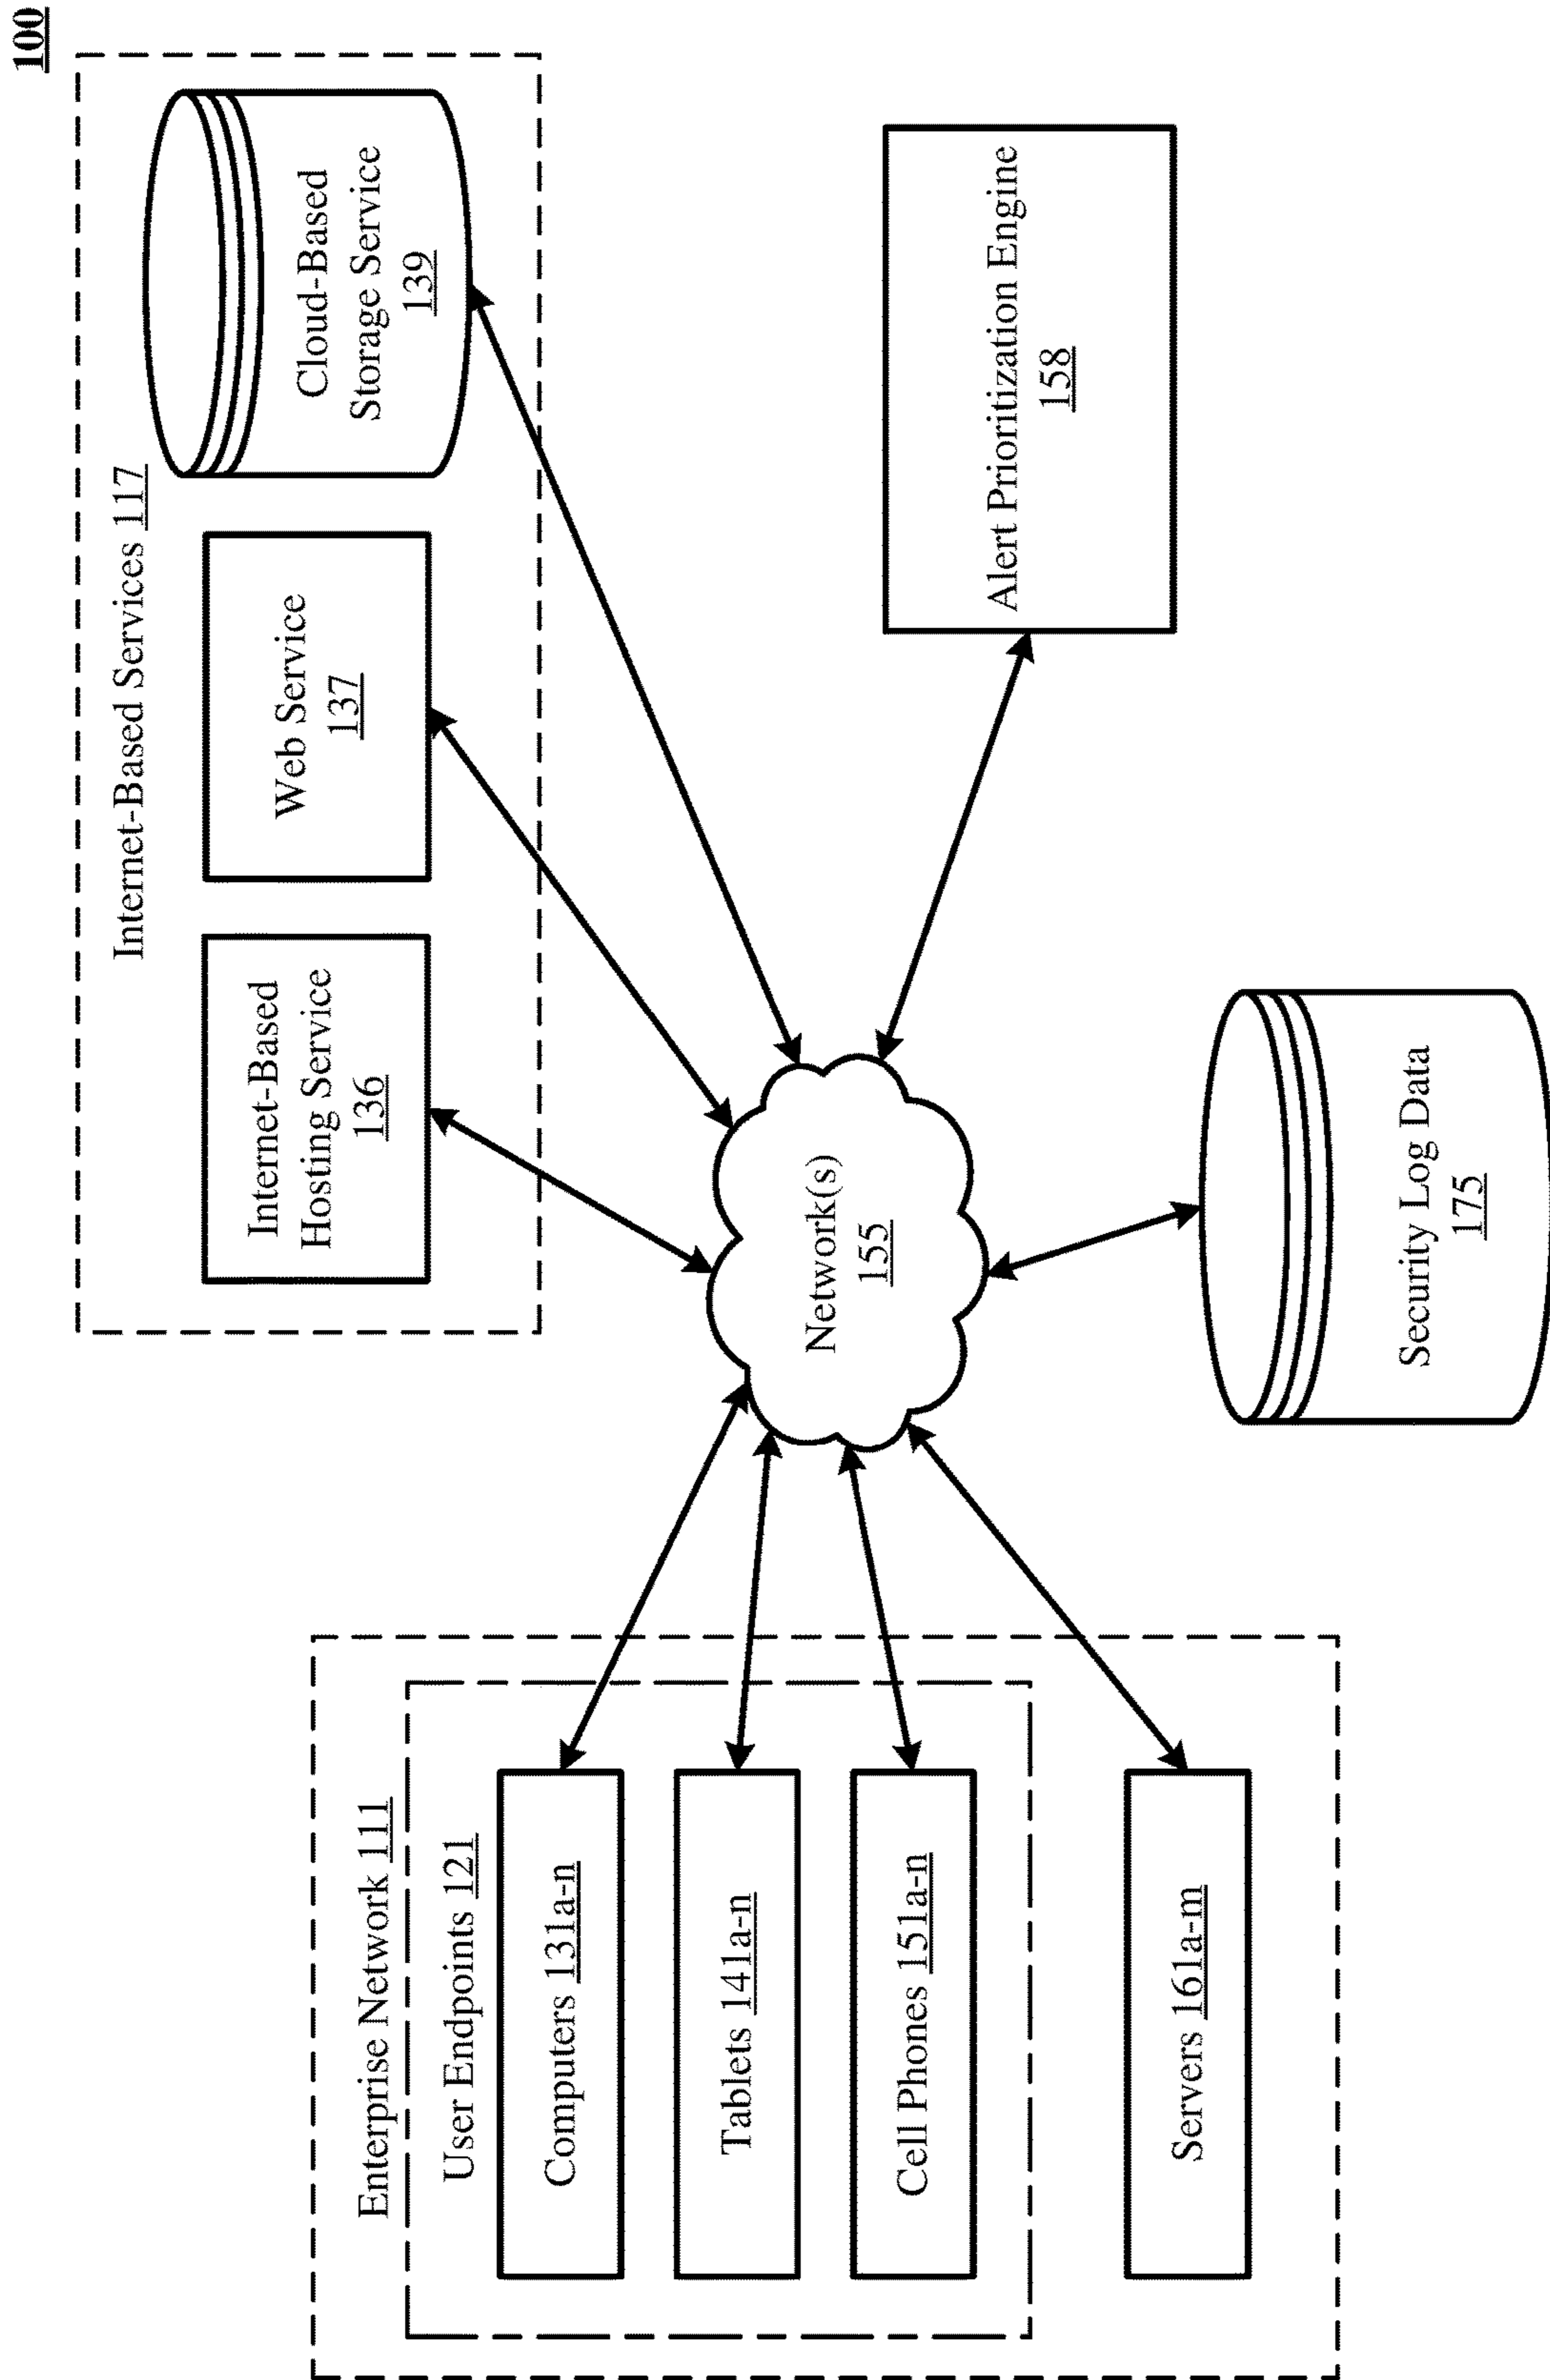 100
Enterprise Network 111
User Endpoints 121
Computers 131a-n
Tablets 141a-n
Cell Phones 151a-n
Servers 161a-m
Internet-Based Services 117
Internet-Based
Hosting Service
136
Web Service
137
Cloud-Based
Storage Service
139
Network(s)
155
Alert Prioritization Engine
158
Security Log Data
175